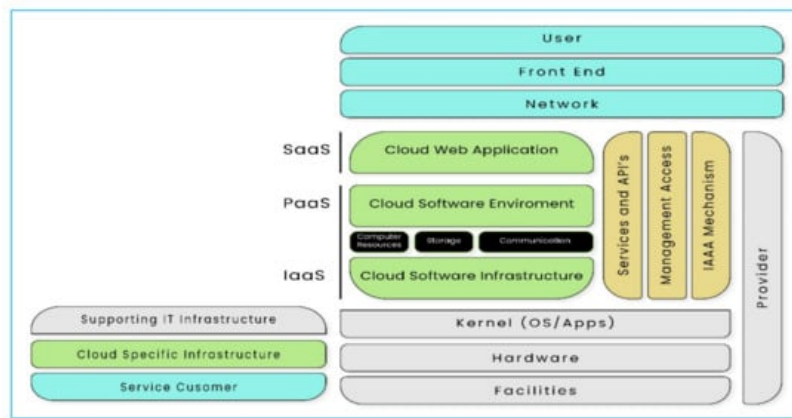 User
Front End
Network
SaaS
Cloud Web Application
PaaS
Cloud Software Enviroment
Computer
Resources
Storage
Communication
IaaS
Cloud Software Infrastructure
Services and API's
Management Access
IAAA Mechanism
Provider
Supporting IT Infrastructure
Cloud Specific Infrastructure
Service Cusomer
Kernel (OS/Apps)
Hardware
Facilities